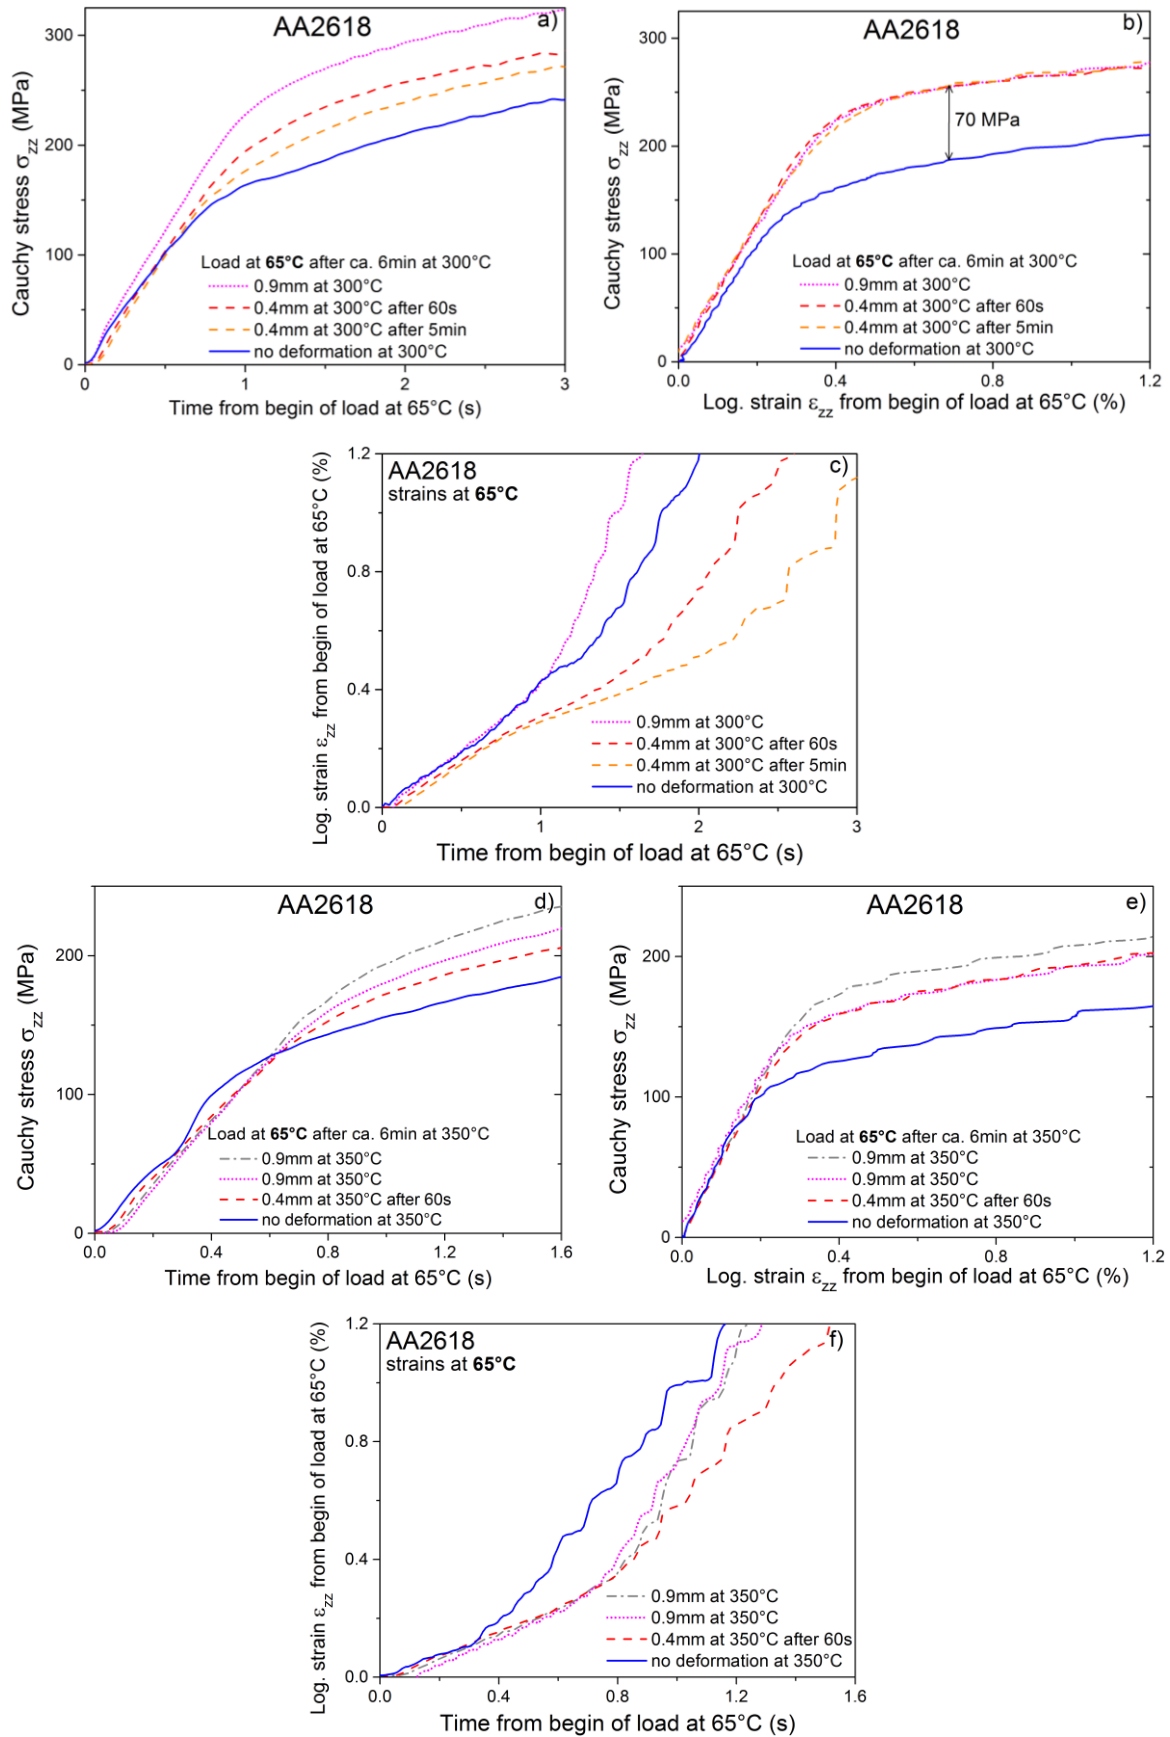 AA2618
a)
Cauchy stress σzz (MPa)
300
200
100
0
Load at 65°C after ca. 6min at 300°C
0.9mm at 300°C
0.4mm at 300°C after 60s
0.4mm at 300°C after 5min
no deformation at 300°C
0 1 2 3
Time from begin of load at 65°C (s)
AA2618
b)
Cauchy stress σzz (MPa)
300
200
100
0
70 MPa
Load at 65°C after ca. 6min at 300°C
0.9mm at 300°C
0.4mm at 300°C after 60s
0.4mm at 300°C after 5min
no deformation at 300°C
0.0 0.4 0.8 1.2
Log. strain εzz from begin of load at 65°C (%)
AA2618
strains at 65°C
c)
Log. strain εzz from begin of load at 65°C (%)
1.2
0.8
0.4
0.0
0.9mm at 300°C
0.4mm at 300°C after 60s
0.4mm at 300°C after 5min
no deformation at 300°C
0 1 2 3
Time from begin of load at 65°C (s)
AA2618
d)
Cauchy stress σzz (MPa)
200
100
0
Load at 65°C after ca. 6min at 350°C
0.9mm at 350°C
0.9mm at 350°C
0.4mm at 350°C after 60s
no deformation at 350°C
0.0 0.4 0.8 1.2 1.6
Time from begin of load at 65°C (s)
AA2618
e)
Cauchy stress σzz (MPa)
200
100
0
Load at 65°C after ca. 6min at 350°C
0.9mm at 350°C
0.9mm at 350°C
0.4mm at 350°C after 60s
no deformation at 350°C
0.0 0.4 0.8 1.2
Log. strain εzz from begin of load at 65°C (%)
AA2618
strains at 65°C
f)
Log. strain εzz from begin of load at 65°C (%)
1.2
0.8
0.4
0.0
0.9mm at 350°C
0.9mm at 350°C
0.4mm at 350°C after 60s
no deformation at 350°C
0.0 0.4 0.8 1.2 1.6
Time from begin of load at 65°C (s)